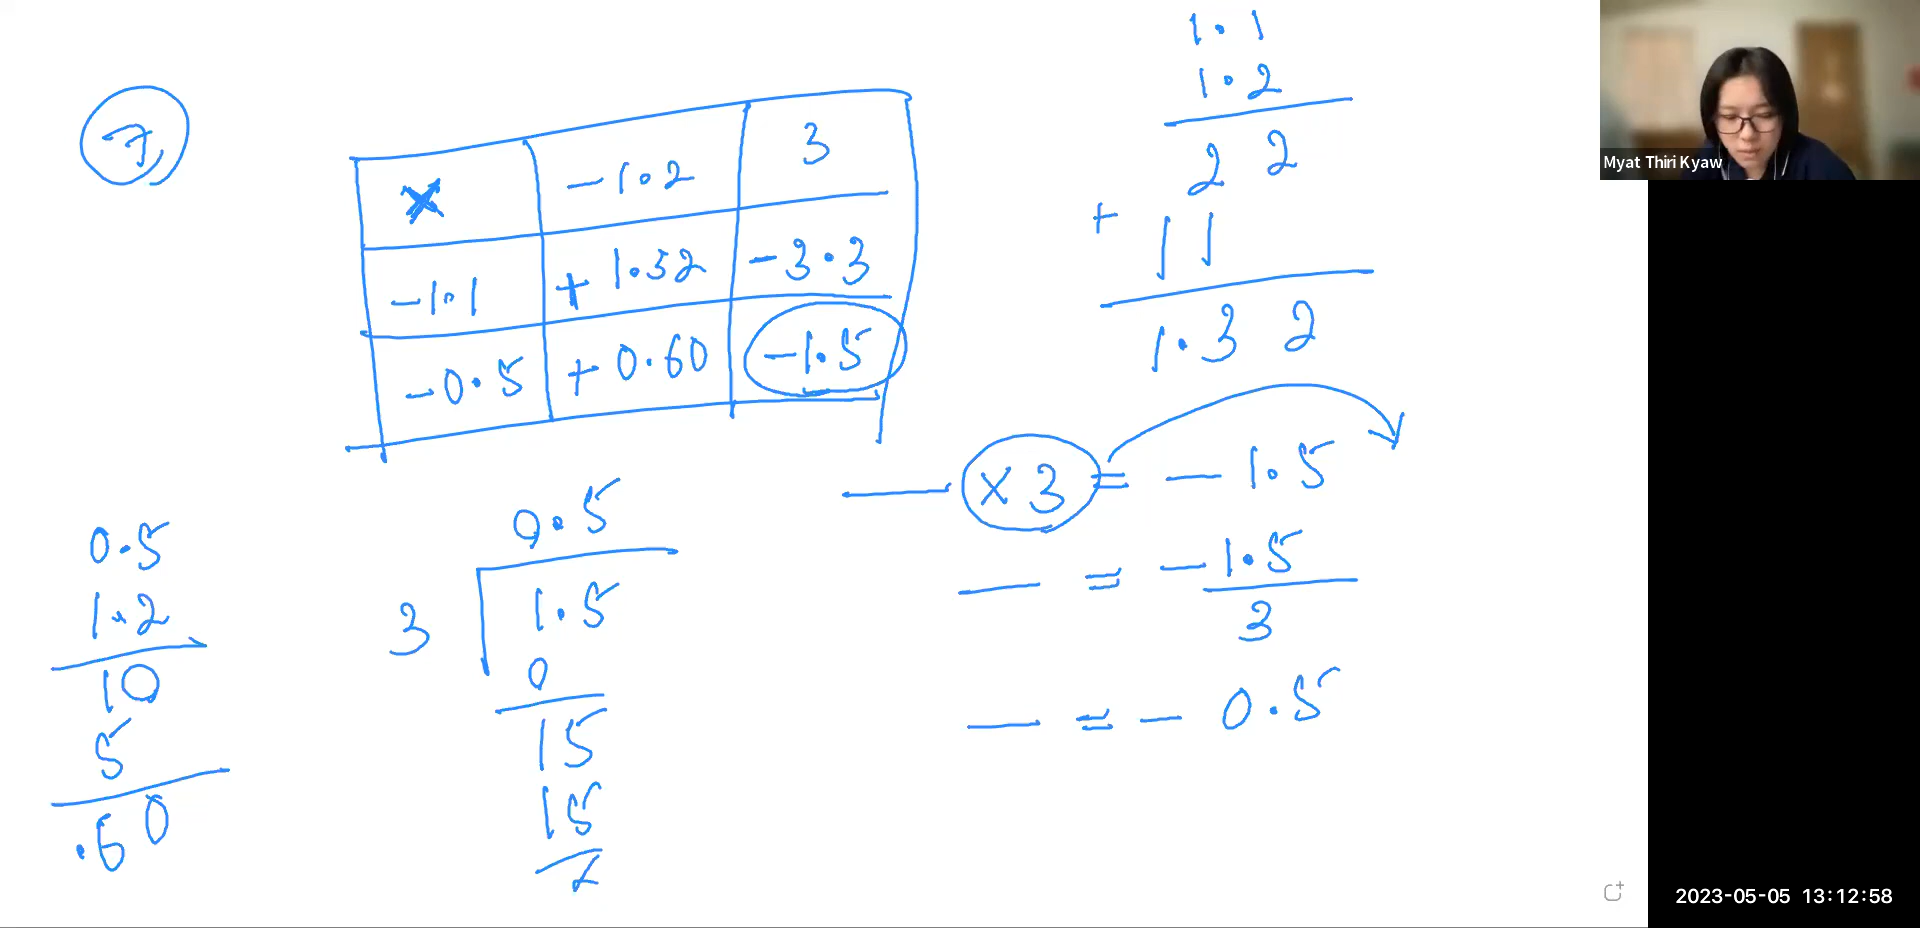 7,
× -1.2 3
-1.1 +1.32 -3.3
-0.5 +0.60 -1.5
1.1
1.2
2 2
+ 1 1
1.3 2
— × 3 = -1.5
— = -1.5
3
— = - 0.5
0.5
3 1.5
0
15
15
0.5
1.2
10
5
.60
Myat Thiri Kyaw
2023-05-05 13:12:58